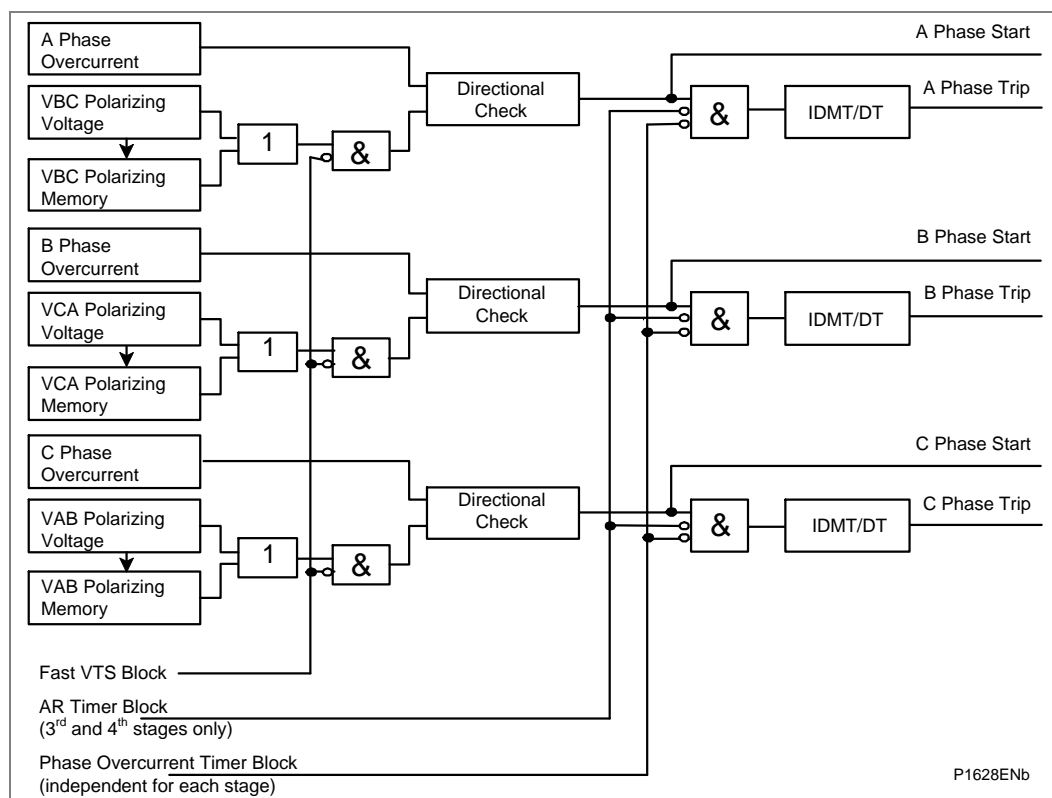 A Phase
Overcurrent
VBC Polarizing
Voltage
VBC Polarizing
Memory
1
&
Directional
Check
&
IDMT/DT
A Phase Start
A Phase Trip
B Phase
Overcurrent
VCA Polarizing
Voltage
VCA Polarizing
Memory
1
&
Directional
Check
&
IDMT/DT
B Phase Start
B Phase Trip
C Phase
Overcurrent
VAB Polarizing
Voltage
VAB Polarizing
Memory
1
&
Directional
Check
&
IDMT/DT
C Phase Start
C Phase Trip
Fast VTS Block
AR Timer Block
(3rd and 4th stages only)
Phase Overcurrent Timer Block
(independent for each stage)
P1628ENb